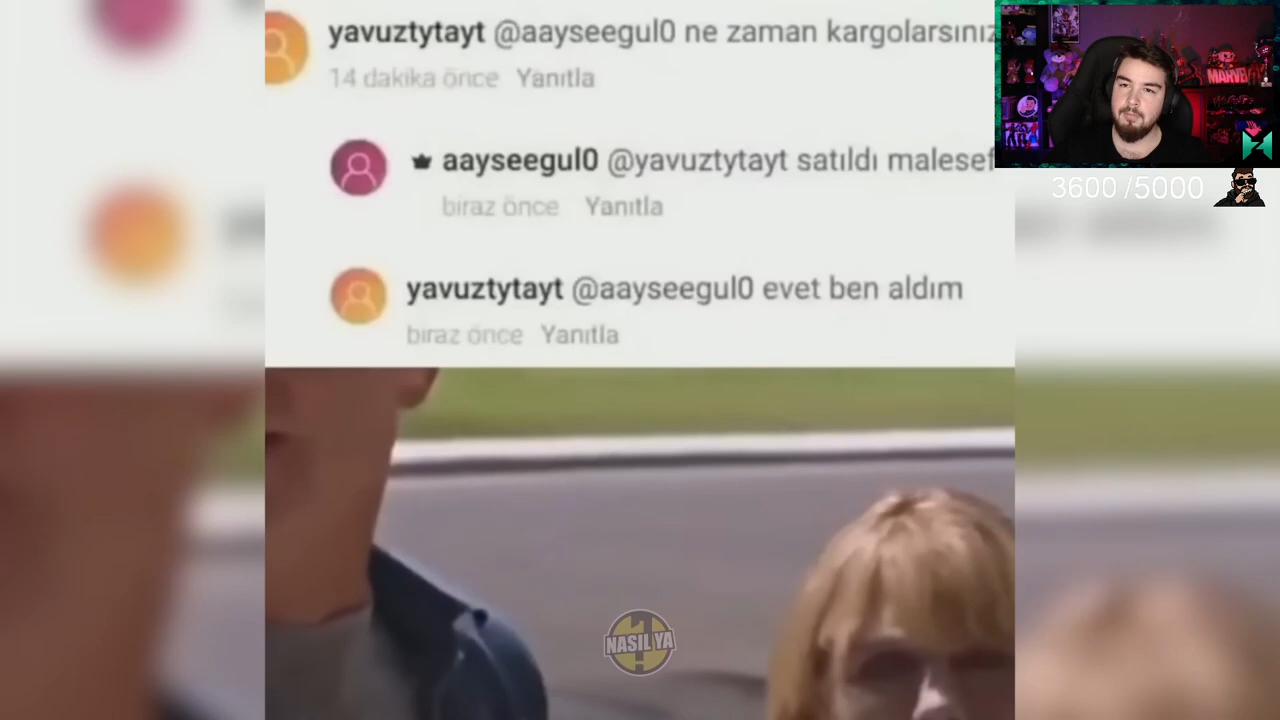 yavuztytayt @aayseegul0 ne zaman kargolarsınız
14 dakika önce Yanıtla
aayseegul0 @yavuztytayt satıldı malesef
biraz önce Yanıtla
yavuztytayt @aayseegul0 evet ben aldım
biraz önce Yanıtla
MARVEL
3600 /5000
NASIL YA